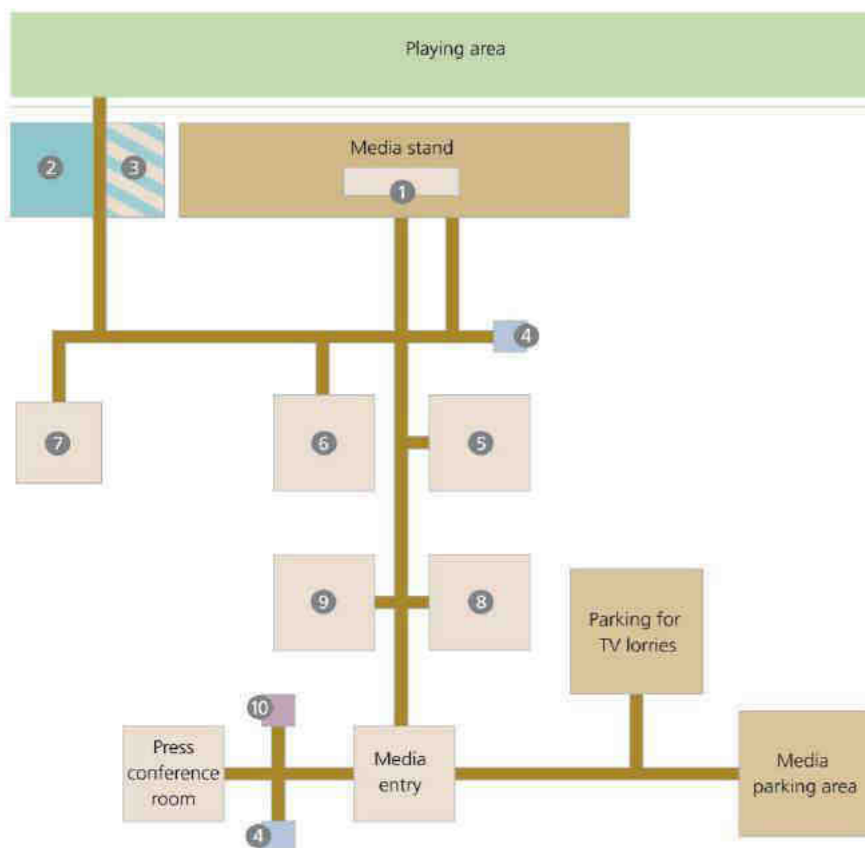 Playing area
Media stand
1
2
3
4
7
6
5
9
8
Parking for
TV lorries
10
Press
conference
room
Media
entry
Media
parking area
4